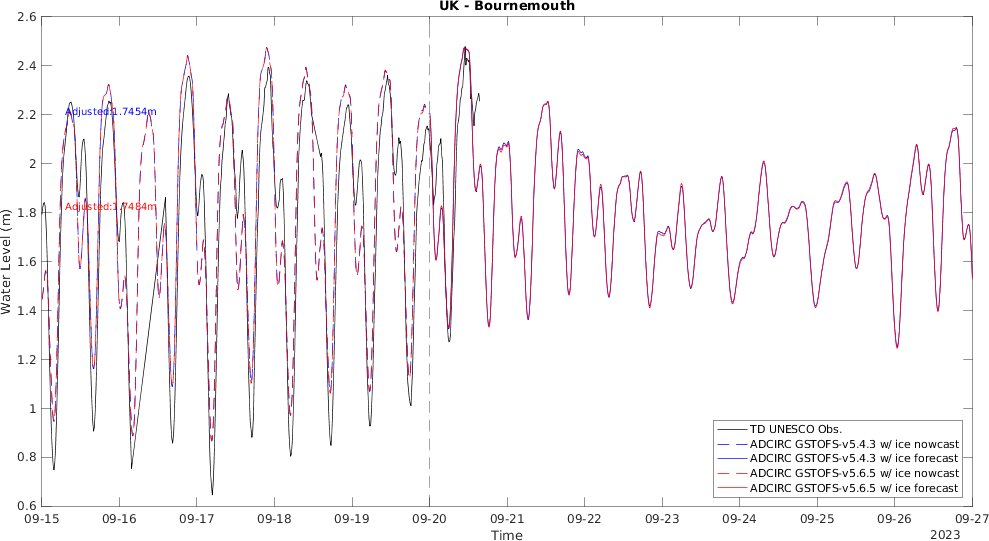 UK - Bournemouth
2.6
2.4
2.2
2
1.8
1.6
1.4
1.2
1
0.8
0.6
Water Level (m)
Adjusted:1.7454m
Adjusted:1.7484m
TD UNESCO Obs.
ADCIRC GSTOFS-v5.4.3 w/ ice nowcast
ADCIRC GSTOFS-v5.4.3 w/ ice forecast
ADCIRC GSTOFS-v5.6.5 w/ ice nowcast
ADCIRC GSTOFS-v5.6.5 w/ ice forecast
09-15 09-16 09-17 09-18 09-19 09-20 09-21 09-22 09-23 09-24 09-25 09-26 09-27
Time
2023